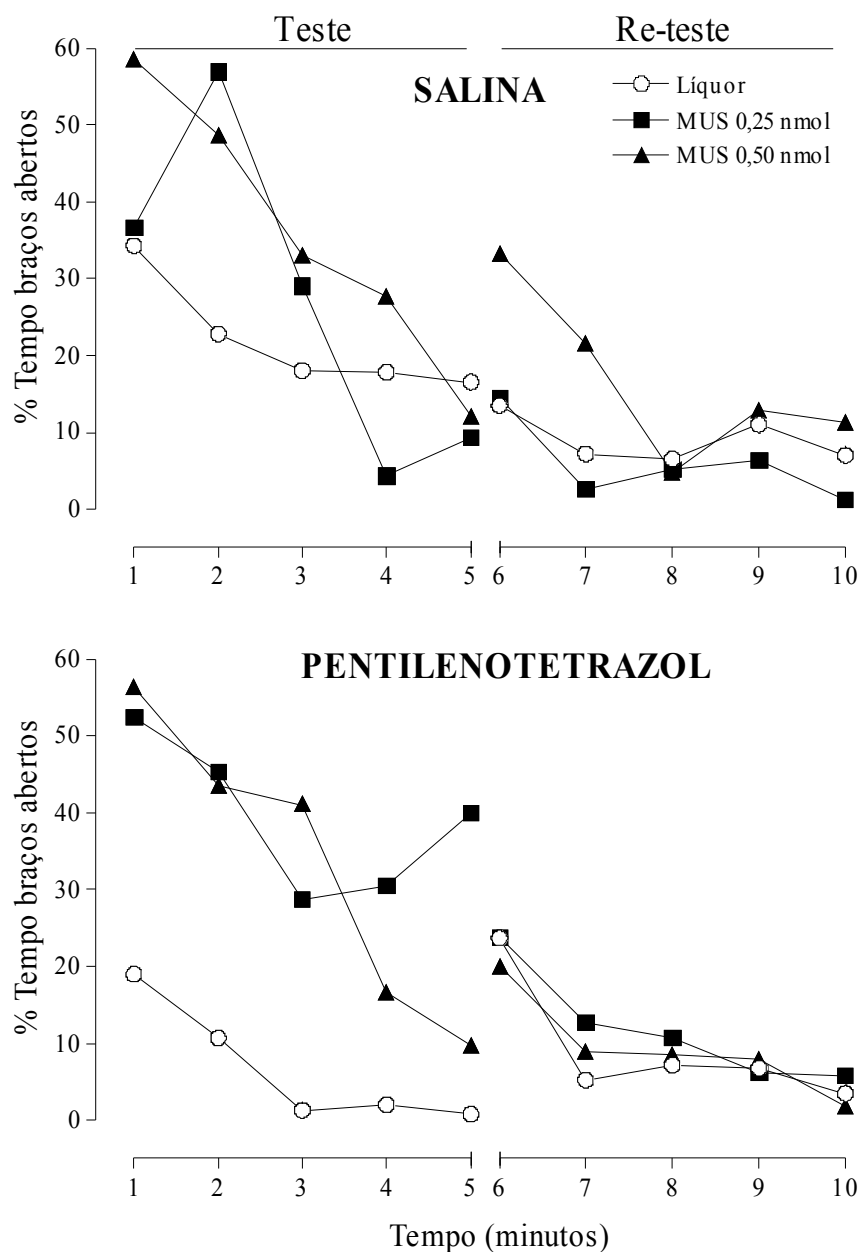 Teste Re-teste
SALINA
Líquor
MUS 0,25 nmol
MUS 0,50 nmol
% Tempo braços abertos
60
50
40
30
20
10
0
1 2 3 4 5 6 7 8 9 10
PENTILENOTETRAZOL
% Tempo braços abertos
60
50
40
30
20
10
0
1 2 3 4 5 6 7 8 9 10
Tempo (minutos)